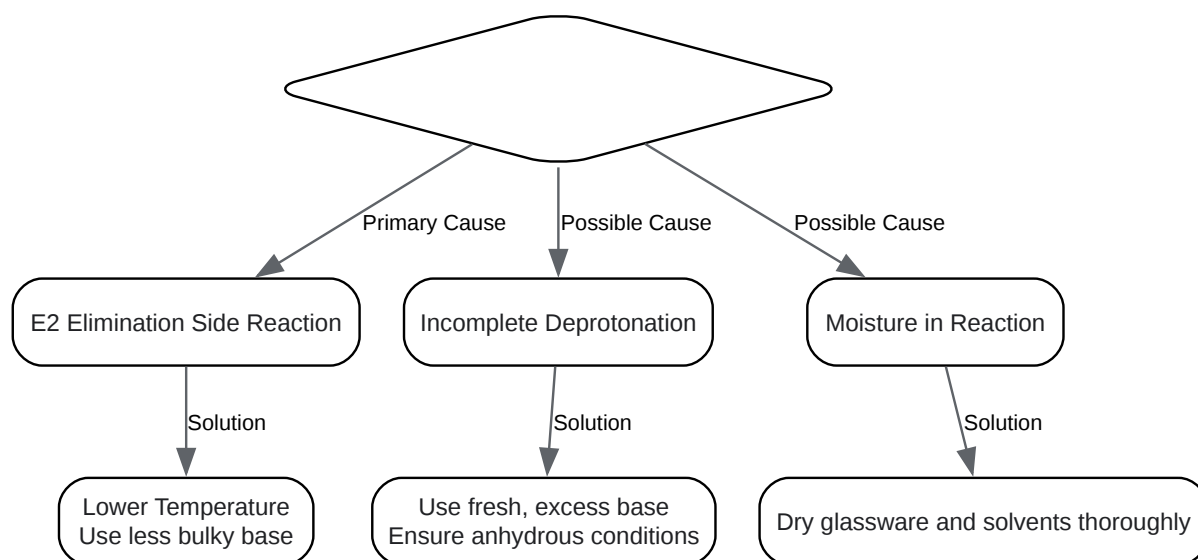 Primary Cause
Possible Cause
Possible Cause
E2 Elimination Side Reaction
Incomplete Deprotonation
Moisture in Reaction
Solution
Solution
Solution
Lower Temperature
Use less bulky base
Use fresh, excess base
Ensure anhydrous conditions
Dry glassware and solvents thoroughly